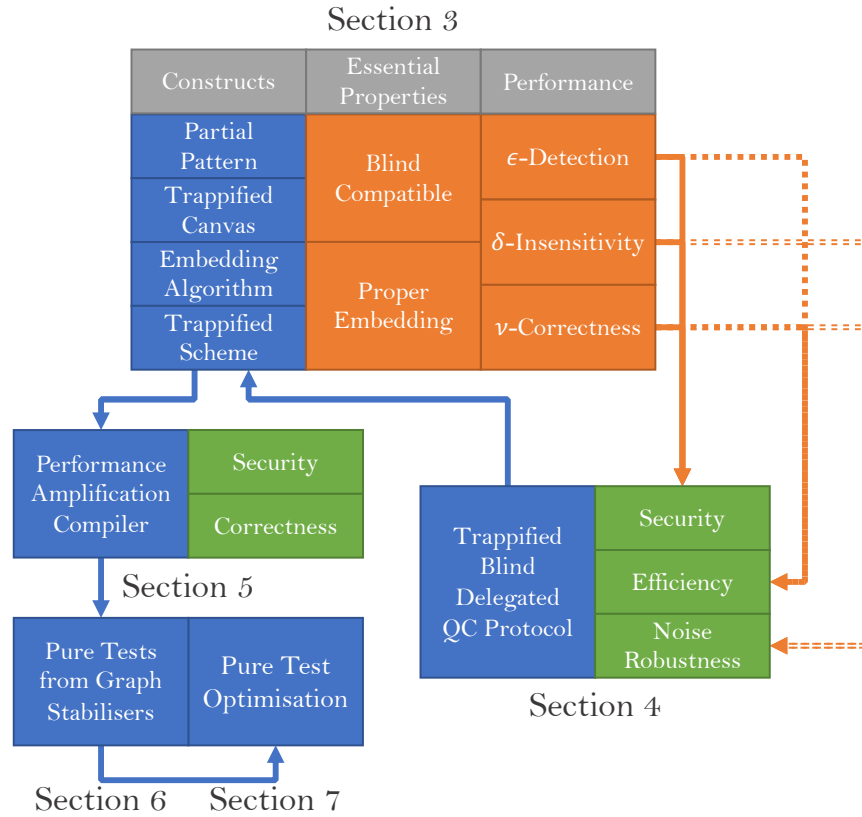 Section 3
Constructs
Essential
Properties
Performance
Partial
Pattern
Trappified
Canvas
Embedding
Algorithm
Trappified
Scheme
Blind
Compatible
Proper
Embedding
ϵ-Detection
δ-Insensitivity
ν-Correctness
Performance
Amplification
Compiler
Security
Correctness
Section 5
Trappified
Blind
Delegated
QC Protocol
Security
Efficiency
Noise
Robustness
Section 4
Pure Tests
from Graph
Stabilisers
Pure Test
Optimisation
Section 6
Section 7